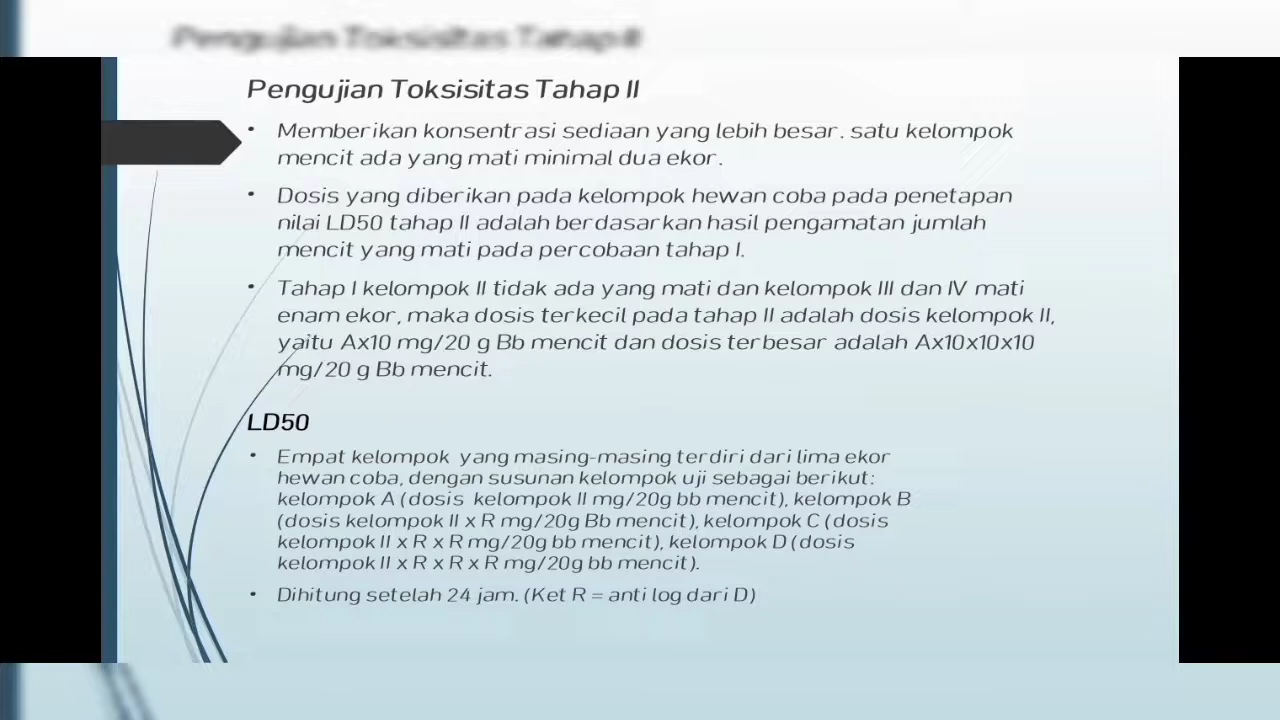 Pengujian Toksisitas Tahap II
Pengujian Toksisitas Tahap II
• Memberikan konsentrasi sediaan yang lebih besar. satu kelompok
mencit ada yang mati minimal dua ekor.
• Dosis yang diberikan pada kelompok hewan coba pada penetapan
nilai LD50 tahap II adalah berdasarkan hasil pengamatan jumlah
mencit yang mati pada percobaan tahap I.
• Tahap I kelompok II tidak ada yang mati dan kelompok III dan IV mati
enam ekor, maka dosis terkecil pada tahap II adalah dosis kelompok II,
yaitu Ax10 mg/20 g Bb mencit dan dosis terbesar adalah Ax10x10x10
mg/20 g Bb mencit.
LD50
• Empat kelompok yang masing-masing terdiri dari lima ekor
hewan coba, dengan susunan kelompok uji sebagai berikut:
kelompok A (dosis kelompok II mg/20g bb mencit), kelompok B
(dosis kelompok II x R mg/20g Bb mencit), kelompok C (dosis
kelompok II x R x R mg/20g bb mencit), kelompok D (dosis
kelompok II x R x R x R mg/20g bb mencit).
• Dihitung setelah 24 jam. (Ket R = anti log dari D)